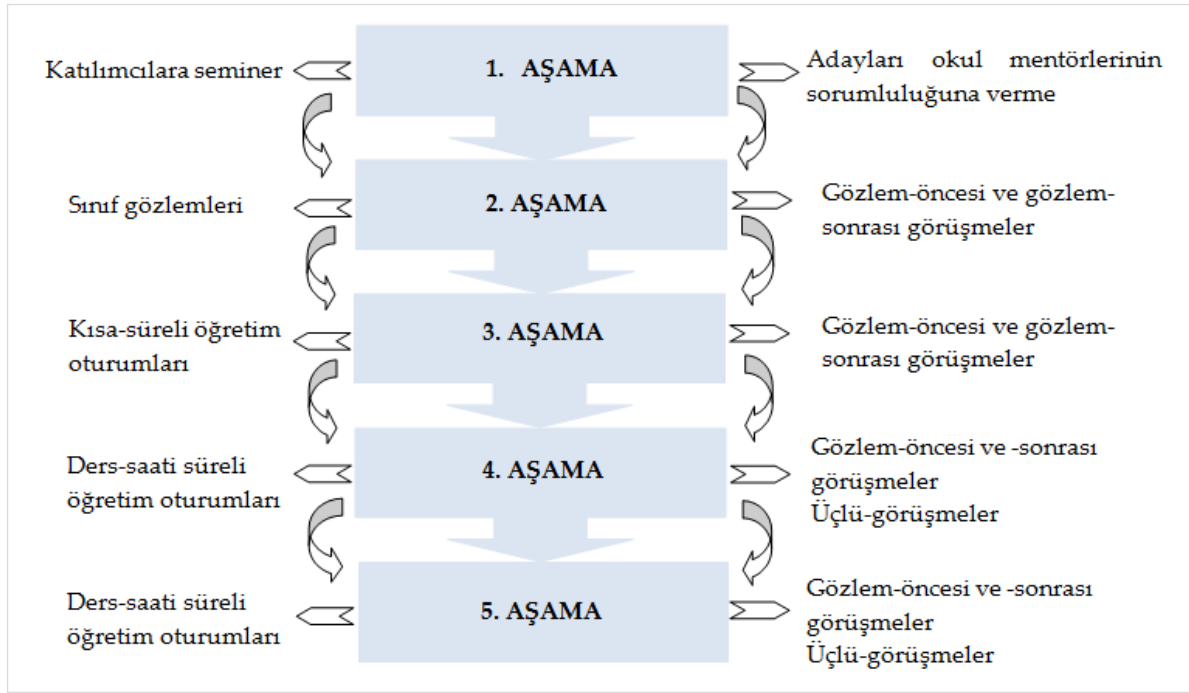 Katılımcılara seminer
1. AŞAMA
Adayları okul mentörlerinin
sorumluluğuna verme
Sınıf gözlemleri
2. AŞAMA
Gözlem-öncesi ve gözlem-
sonrası görüşmeler
Kısa-süreli öğretim
oturumları
3. AŞAMA
Gözlem-öncesi ve gözlem-
sonrası görüşmeler
Ders-saati süreli
öğretim oturumları
4. AŞAMA
Gözlem-öncesi ve -sonrası
görüşmeler
Üçlü-görüşmeler
Ders-saati süreli
öğretim oturumları
5. AŞAMA
Gözlem-öncesi ve -sonrası
görüşmeler
Üçlü-görüşmeler